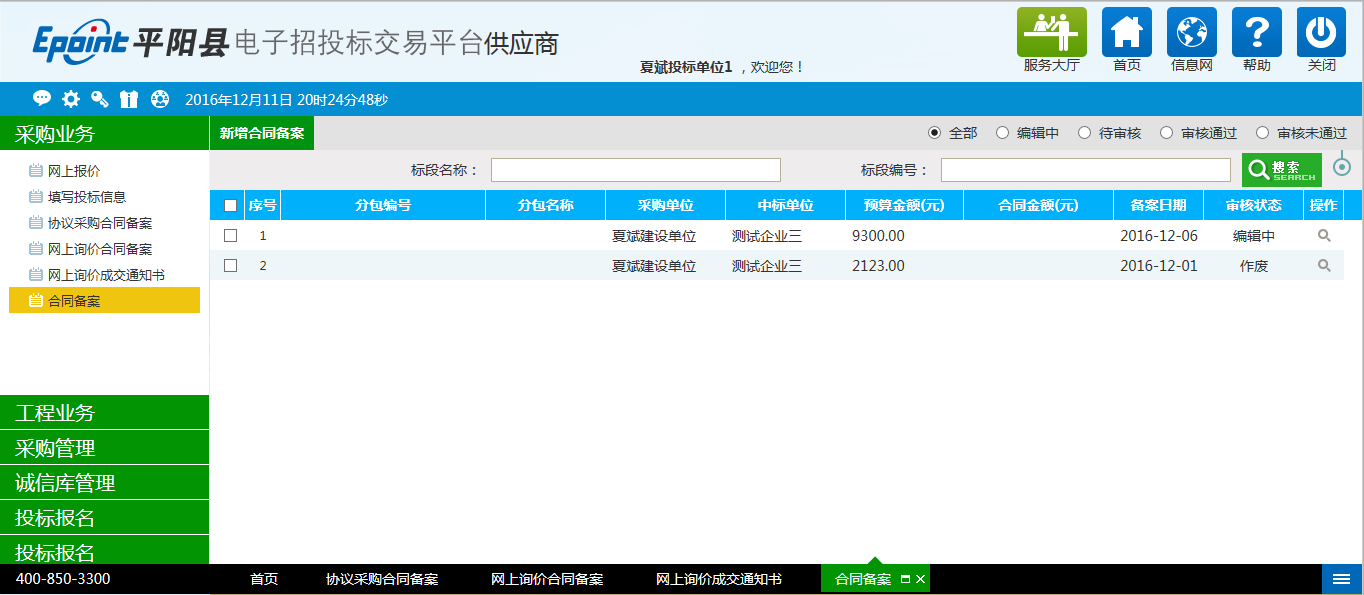 Epoint 平阳县 电子招投标交易平台供应商
夏斌投标单位1 ，欢迎您！
服务大厅 首页 信息网 帮助 关闭
2016年12月11日 20时24分48秒
采购业务
网上报价
填写投标信息
协议采购合同备案
网上询价合同备案
网上询价成交通知书
合同备案
工程业务
采购管理
诚信库管理
投标报名
投标报名
新增合同备案 全部 编辑中 待审核 审核通过 审核未通过
标段名称： 标段编号： 搜索 SEARCH
序号 分包编号 分包名称 采购单位 中标单位 预算金额(元) 合同金额(元) 备案日期 审核状态 操作
1 夏斌建设单位 测试企业三 9300.00 2016-12-06 编辑中
2 夏斌建设单位 测试企业三 2123.00 2016-12-01 作废
400-850-3300 首页 协议采购合同备案 网上询价合同备案 网上询价成交通知书 合同备案